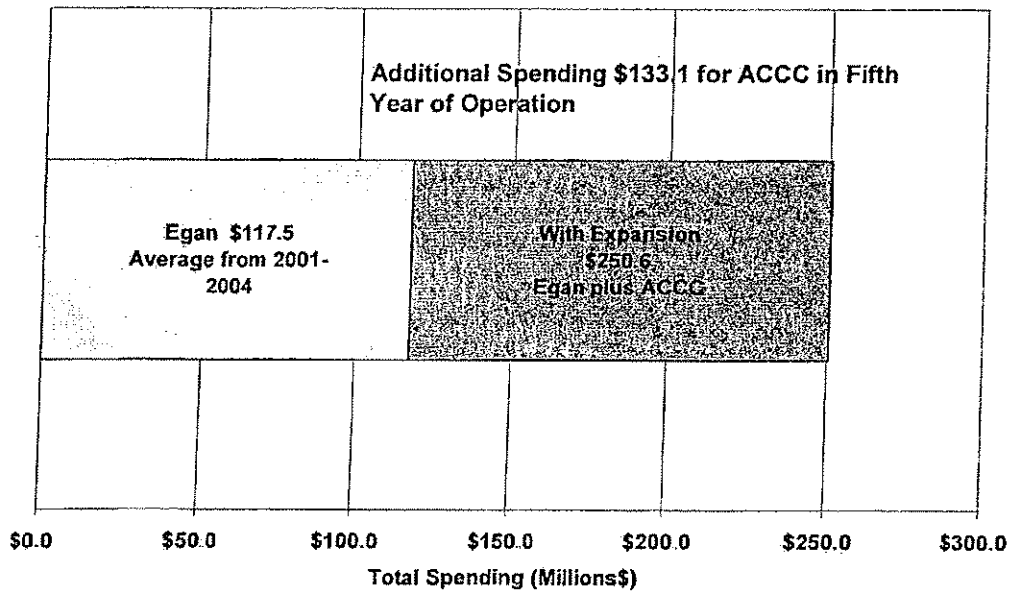 Additional Spending $133.1 for ACCC in Fifth
Year of Operation
Egan $117.5
Average from 2001-
2004
With Expansion
$250.6
Egan plus ACCC
$0.0 $50.0 $100.0 $150.0 $200.0 $250.0 $300.0
Total Spending (Millions$)